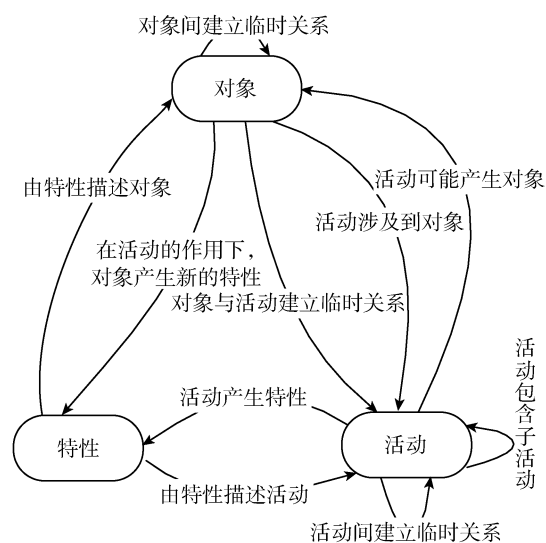 对象间建立临时关系
对象
由特性描述对象
活动可能产生对象
活动涉及到对象
在活动的作用下,
对象产生新的特性
对象与活动建立临时关系
活动包含子活动
活动产生特性
特性
活动
由特性描述活动
活动间建立临时关系